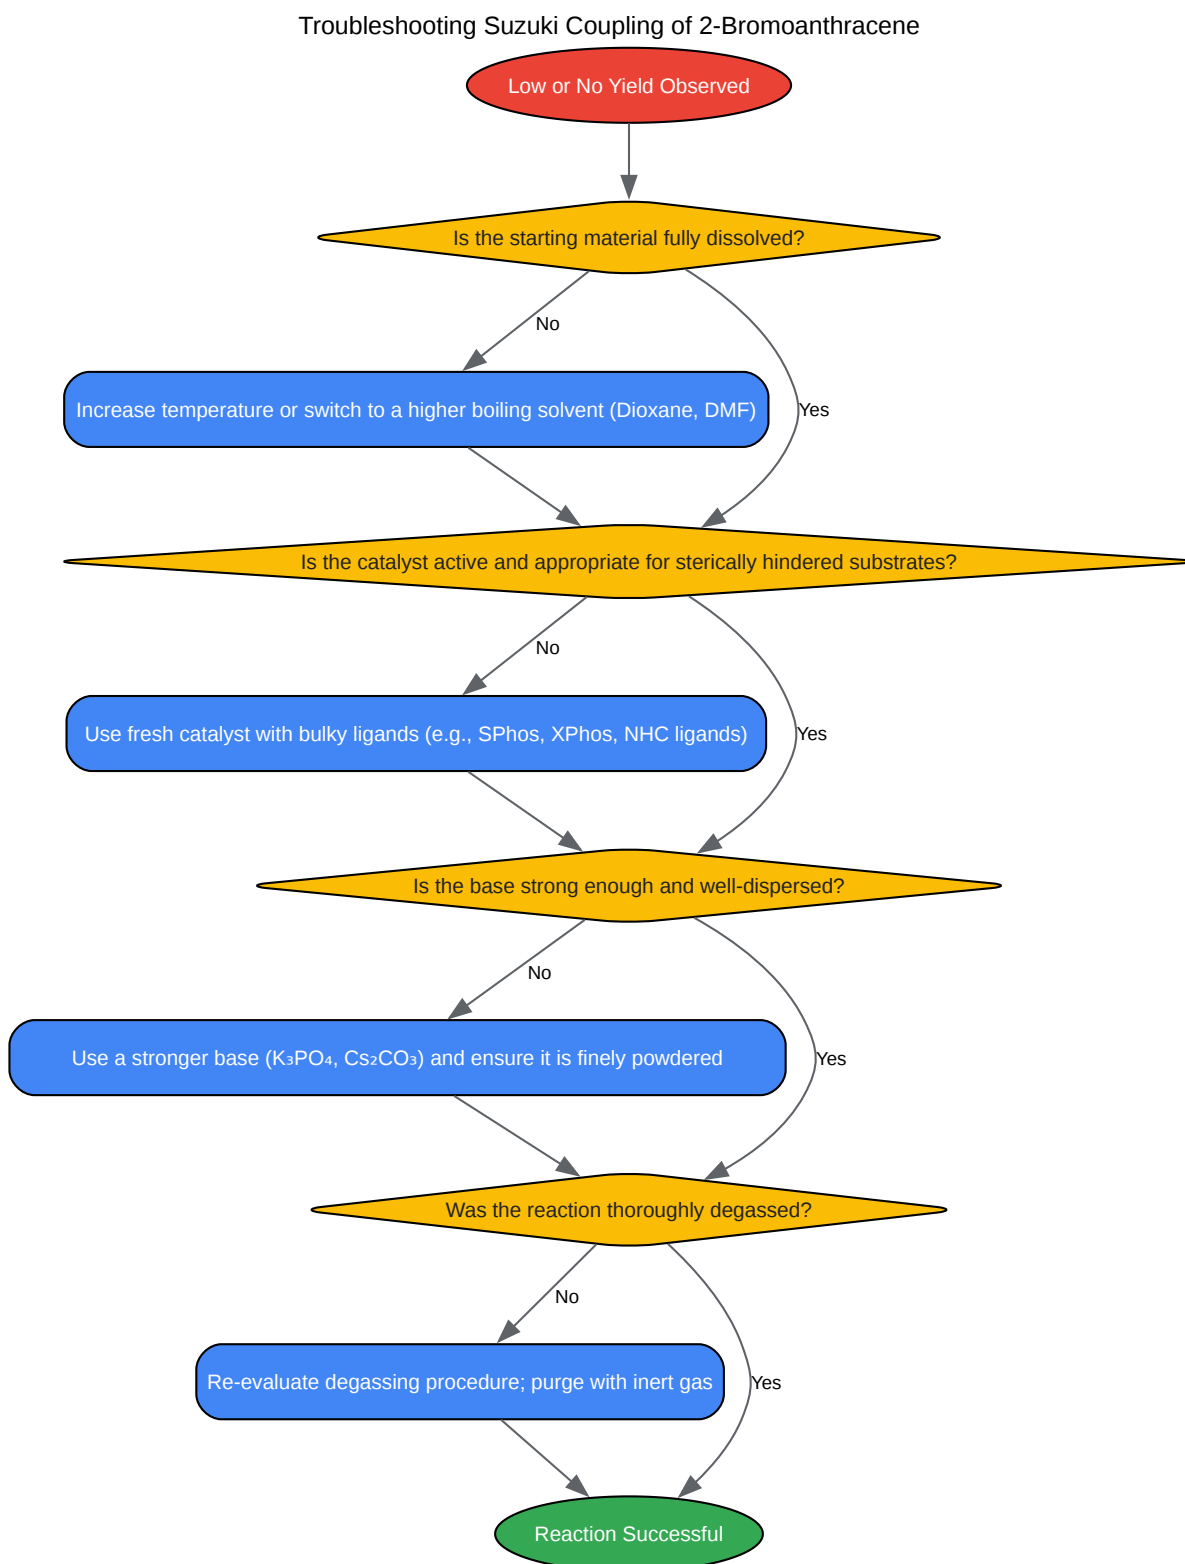 Troubleshooting Suzuki Coupling of 2-Bromoanthracene
Low or No Yield Observed
Is the starting material fully dissolved?
No
Increase temperature or switch to a higher boiling solvent (Dioxane, DMF)
Yes
Is the catalyst active and appropriate for sterically hindered substrates?
No
Use fresh catalyst with bulky ligands (e.g., SPhos, XPhos, NHC ligands)
Yes
Is the base strong enough and well-dispersed?
No
Use a stronger base (K₃PO₄, Cs₂CO₃) and ensure it is finely powdered
Yes
Was the reaction thoroughly degassed?
No
Re-evaluate degassing procedure; purge with inert gas
Yes
Reaction Successful